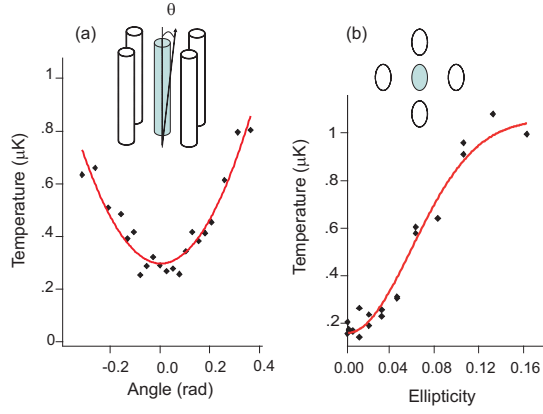 (a)
θ
Temperature (μK)
1
.8
.6
.4
.2
0
-0.2
0.0
0.2
0.4
Angle (rad)
(b)
Temperature (μK)
1
.8
.6
.4
.2
0.00
0.04
0.08
0.12
0.16
Ellipticity